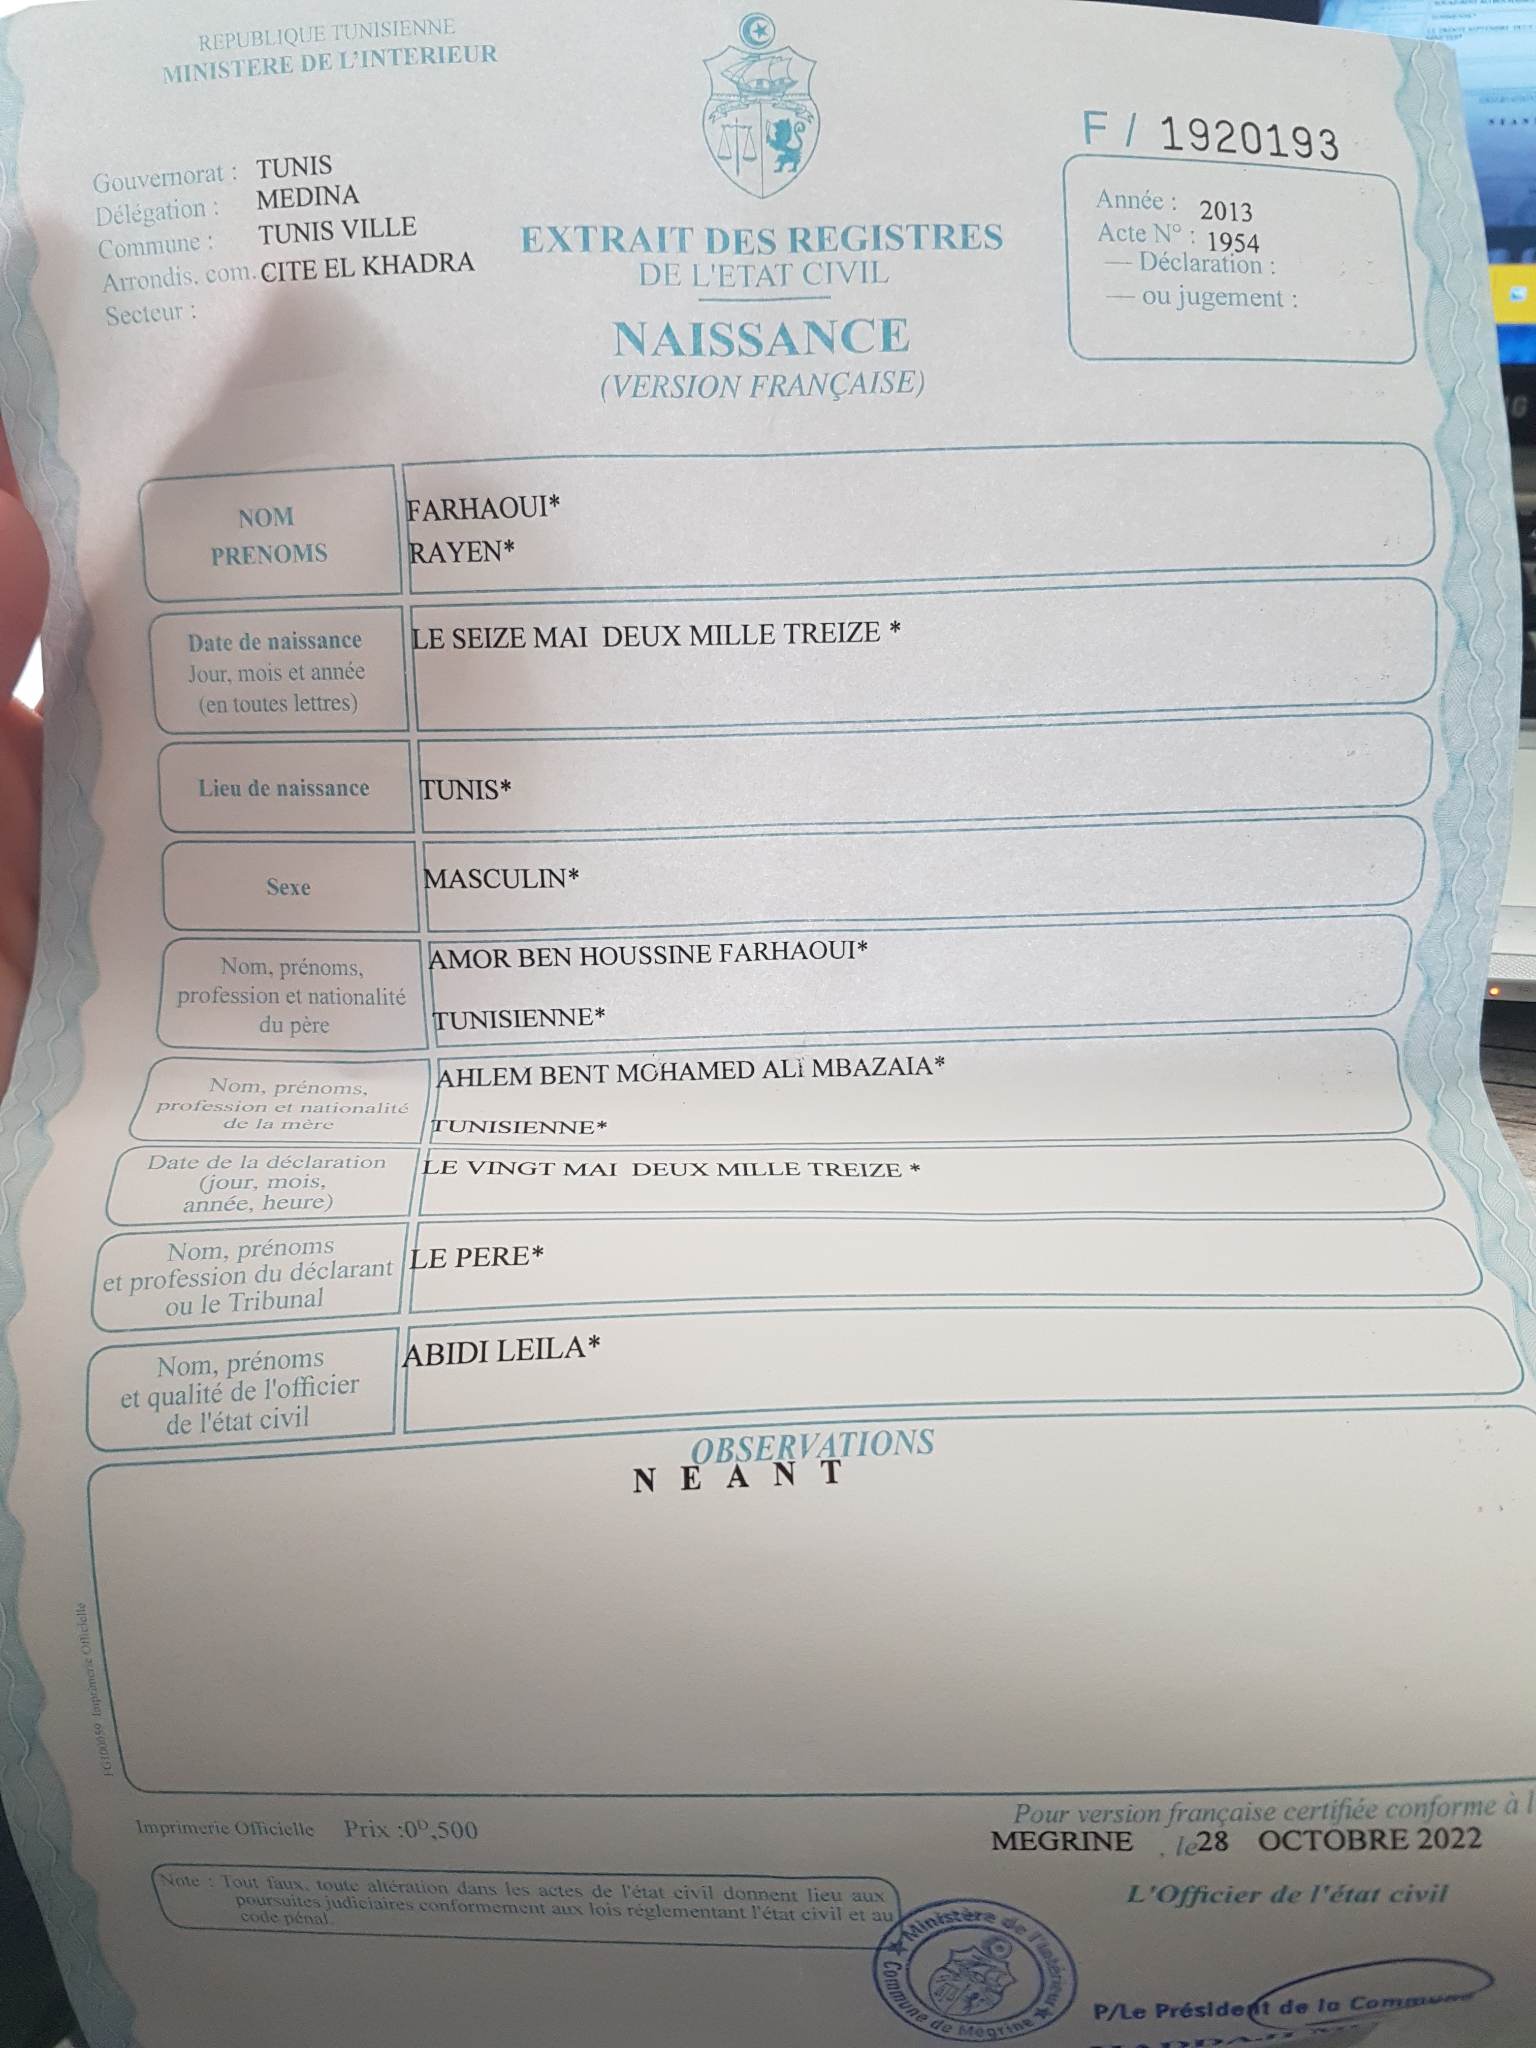 REPUBLIQUE TUNISIENNE
MINISTERE DE L'INTERIEUR
Gouvernorat : TUNIS
Délégation : MEDINA
Commune : TUNIS VILLE
Arrondis. com. CITE EL KHADRA
Secteur :
EXTRAIT DES REGISTRES
DE L'ETAT CIVIL
NAISSANCE
(VERSION FRANÇAISE)
F / 1920193
Année : 2013
Acte N° : 1954
— Déclaration :
— ou jugement :
NOM
PRENOMS
FARHAOUI*
RAYEN*
Date de naissance
Jour, mois et année
(en toutes lettres)
LE SEIZE MAI DEUX MILLE TREIZE *
Lieu de naissance
TUNIS*
Sexe
MASCULIN*
Nom, prénoms,
profession et nationalité
du père
AMOR BEN HOUSSINE FARHAOUI*
TUNISIENNE*
Nom, prénoms,
profession et nationalité
de la mère
AHLEM BENT MOHAMED ALI MBAZAIA*
TUNISIENNE*
Date de la déclaration
(jour, mois,
année, heure)
LE VINGT MAI DEUX MILLE TREIZE *
Nom, prénoms
et profession du déclarant
ou le Tribunal
LE PERE*
Nom, prénoms
et qualité de l'officier
de l'état civil
ABIDI LEILA*
OBSERVATIONS
N E A N T
Imprimerie Officielle
Imprimerie Officielle Prix :0ᴰ,500
Pour version française certifiée conforme à l
MEGRINE , le 28 OCTOBRE 2022
L'Officier de l'état civil
Note : Tout faux, toute altération dans les actes de l'état civil donnent lieu aux
poursuites judiciaires conformement aux lois réglementant l'état civil et au
code pénal.
Ministère de l'Intérieur
Commune de Mégrine
P/Le Président de la Commune